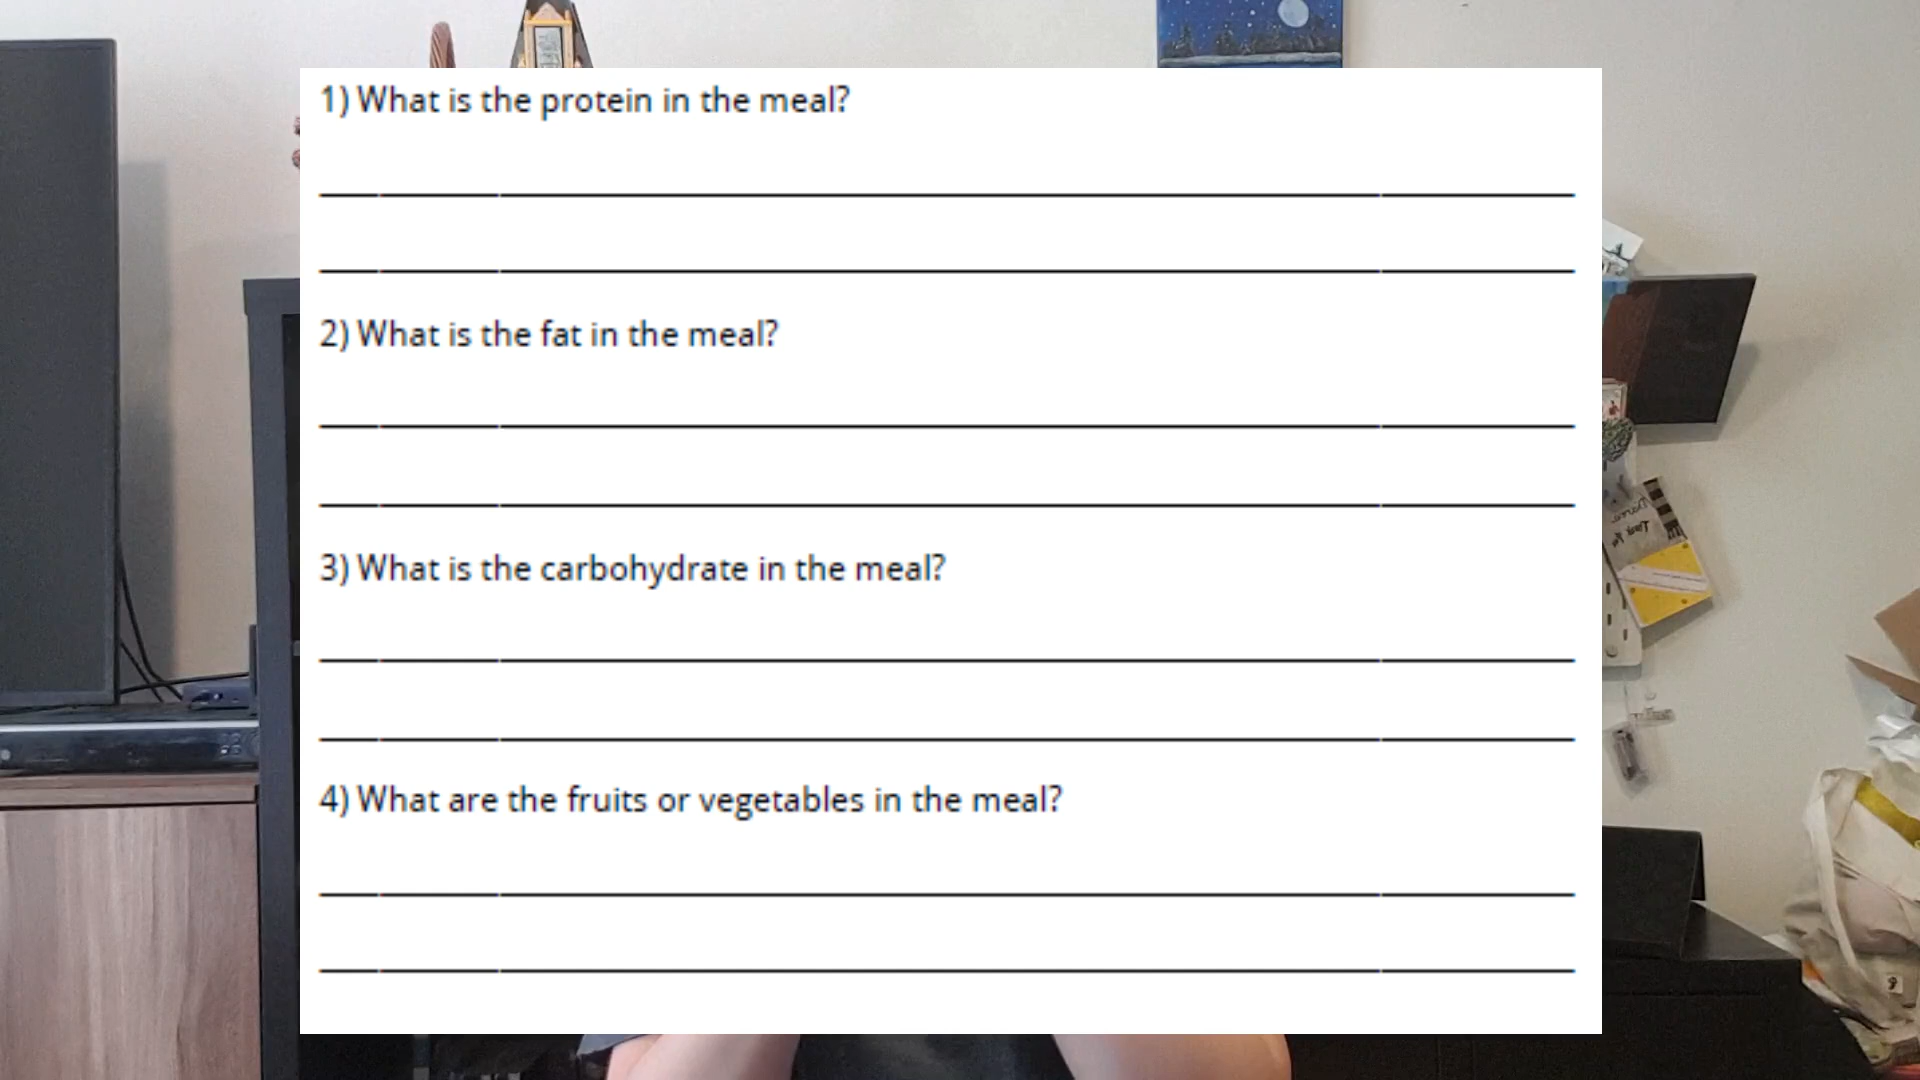 1) What is the protein in the meal?
2) What is the fat in the meal?
3) What is the carbohydrate in the meal?
4) What are the fruits or vegetables in the meal?